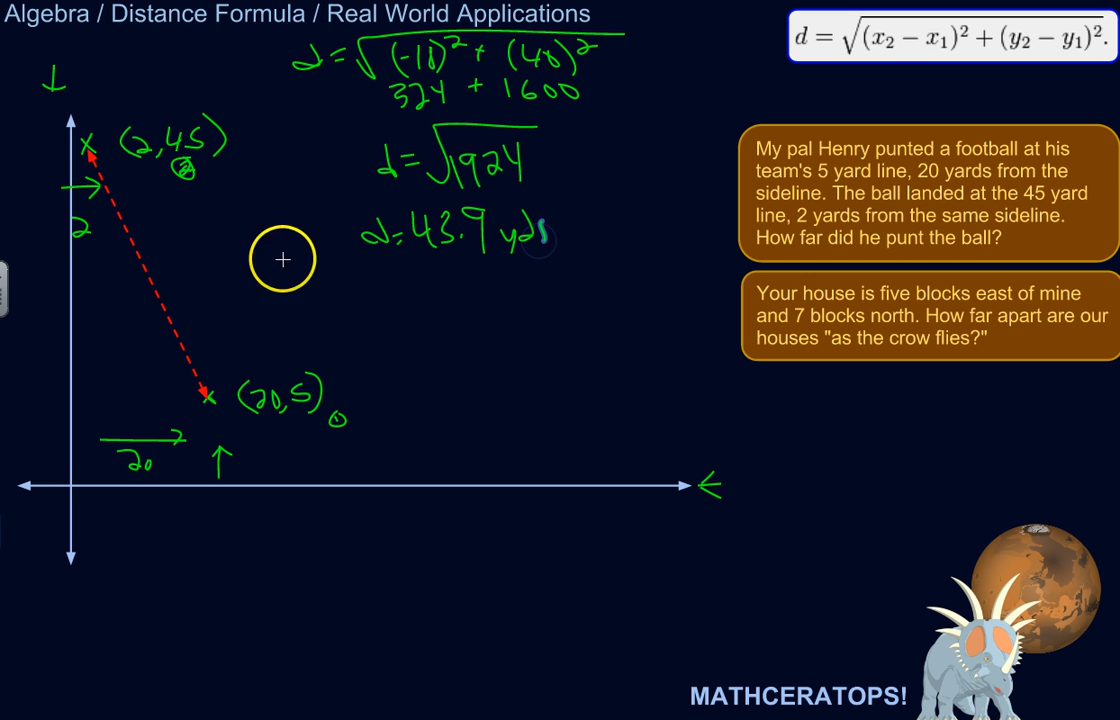 Algebra / Distance Formula / Real World Applications
d = √(x₂ − x₁)² + (y₂ − y₁)².
d = √(-18)² + (40)²
324 + 1600
d = √1924
d = 43.9 yds
(2,45)
2
2
(20,5)
1
20
My pal Henry punted a football at his
team's 5 yard line, 20 yards from the
sideline. The ball landed at the 45 yard
line, 2 yards from the same sideline.
How far did he punt the ball?
Your house is five blocks east of mine
and 7 blocks north. How far apart are our
houses "as the crow flies?"
MATHCERATOPS!